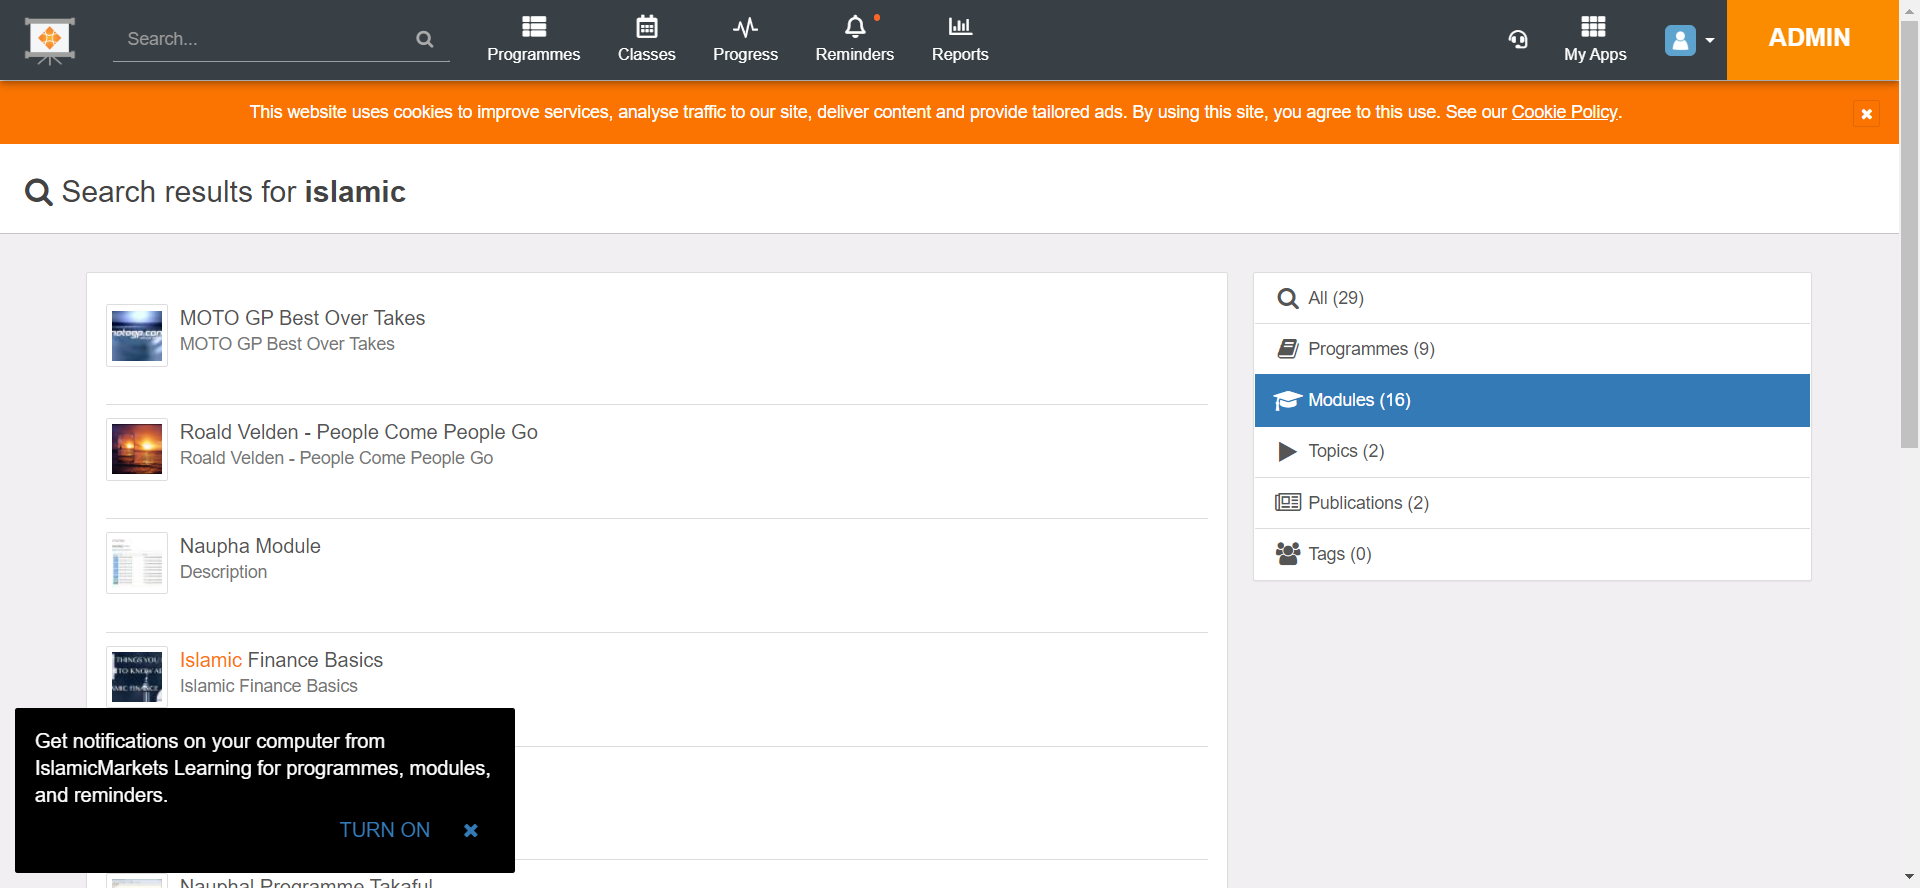 Search...
Programmes
Classes
Progress
Reminders
Reports
My Apps
ADMIN
This website uses cookies to improve services, analyse traffic to our site, deliver content and provide tailored ads. By using this site, you agree to this use. See our Cookie Policy.
Search results for islamic
MOTO GP Best Over Takes
MOTO GP Best Over Takes
Roald Velden - People Come People Go
Roald Velden - People Come People Go
Naupha Module
Description
Islamic Finance Basics
Islamic Finance Basics
Nauphal Programme Takaful
All (29)
Programmes (9)
Modules (16)
Topics (2)
Publications (2)
Tags (0)
Get notifications on your computer from
IslamicMarkets Learning for programmes, modules,
and reminders.
TURN ON